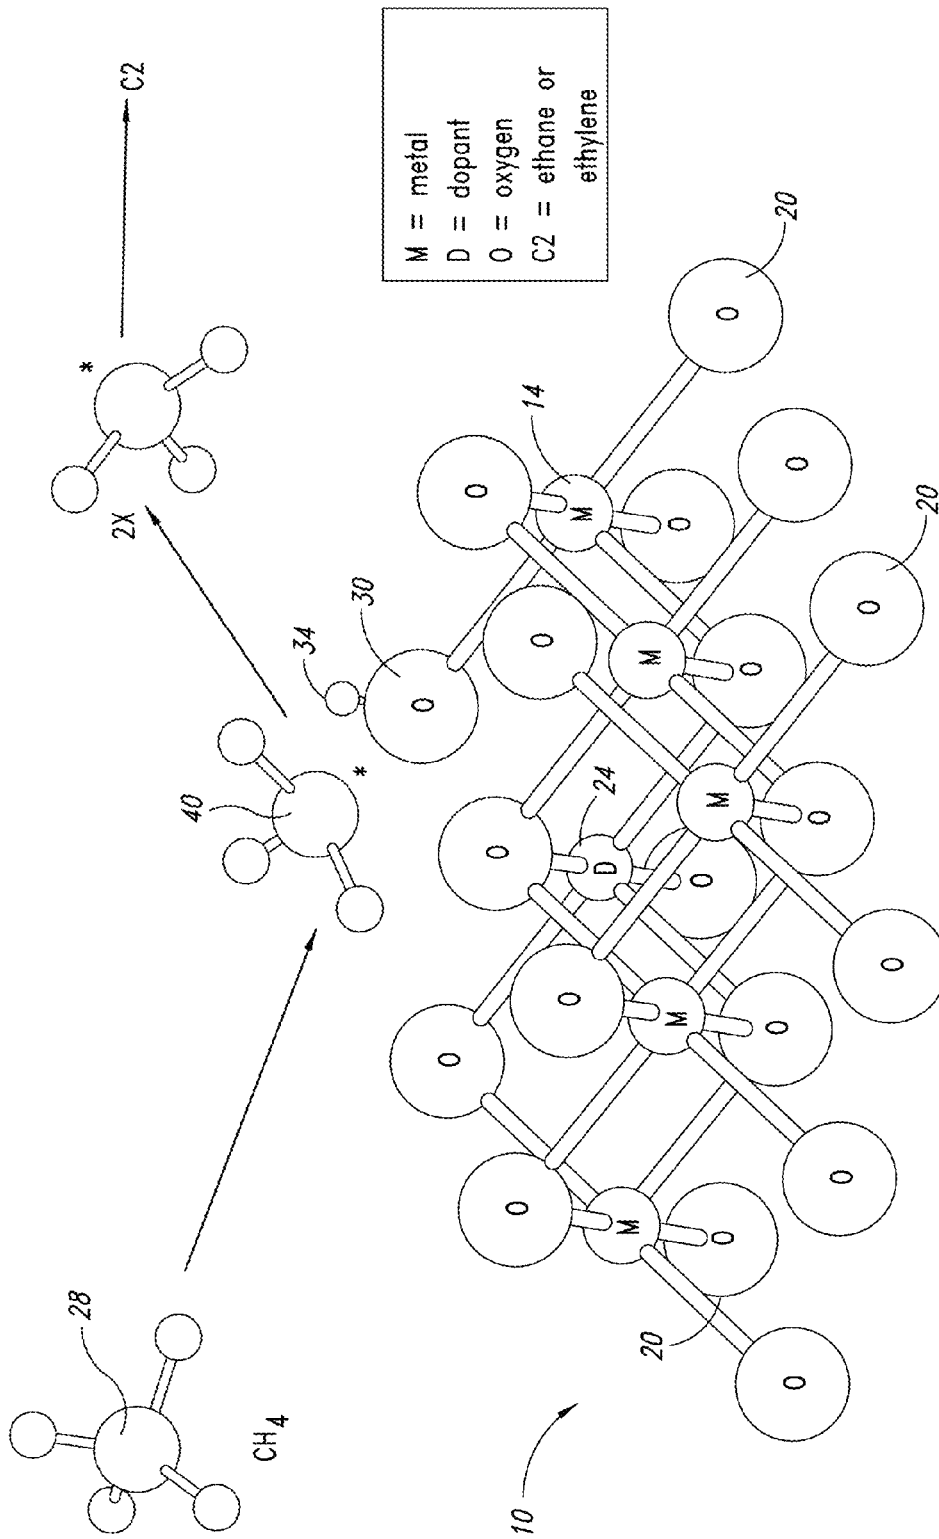 28
CH4
40
*
2X
*
C2
34
30
O
M = metal
D = dopant
O = oxygen
C2 = ethane or
ethylene
10
20
O
O
M
O
O
O
O
M
O
O
O
24
D
O
O
M
O
O
O
M
O
O
O
14
M
O
O
20
O
20